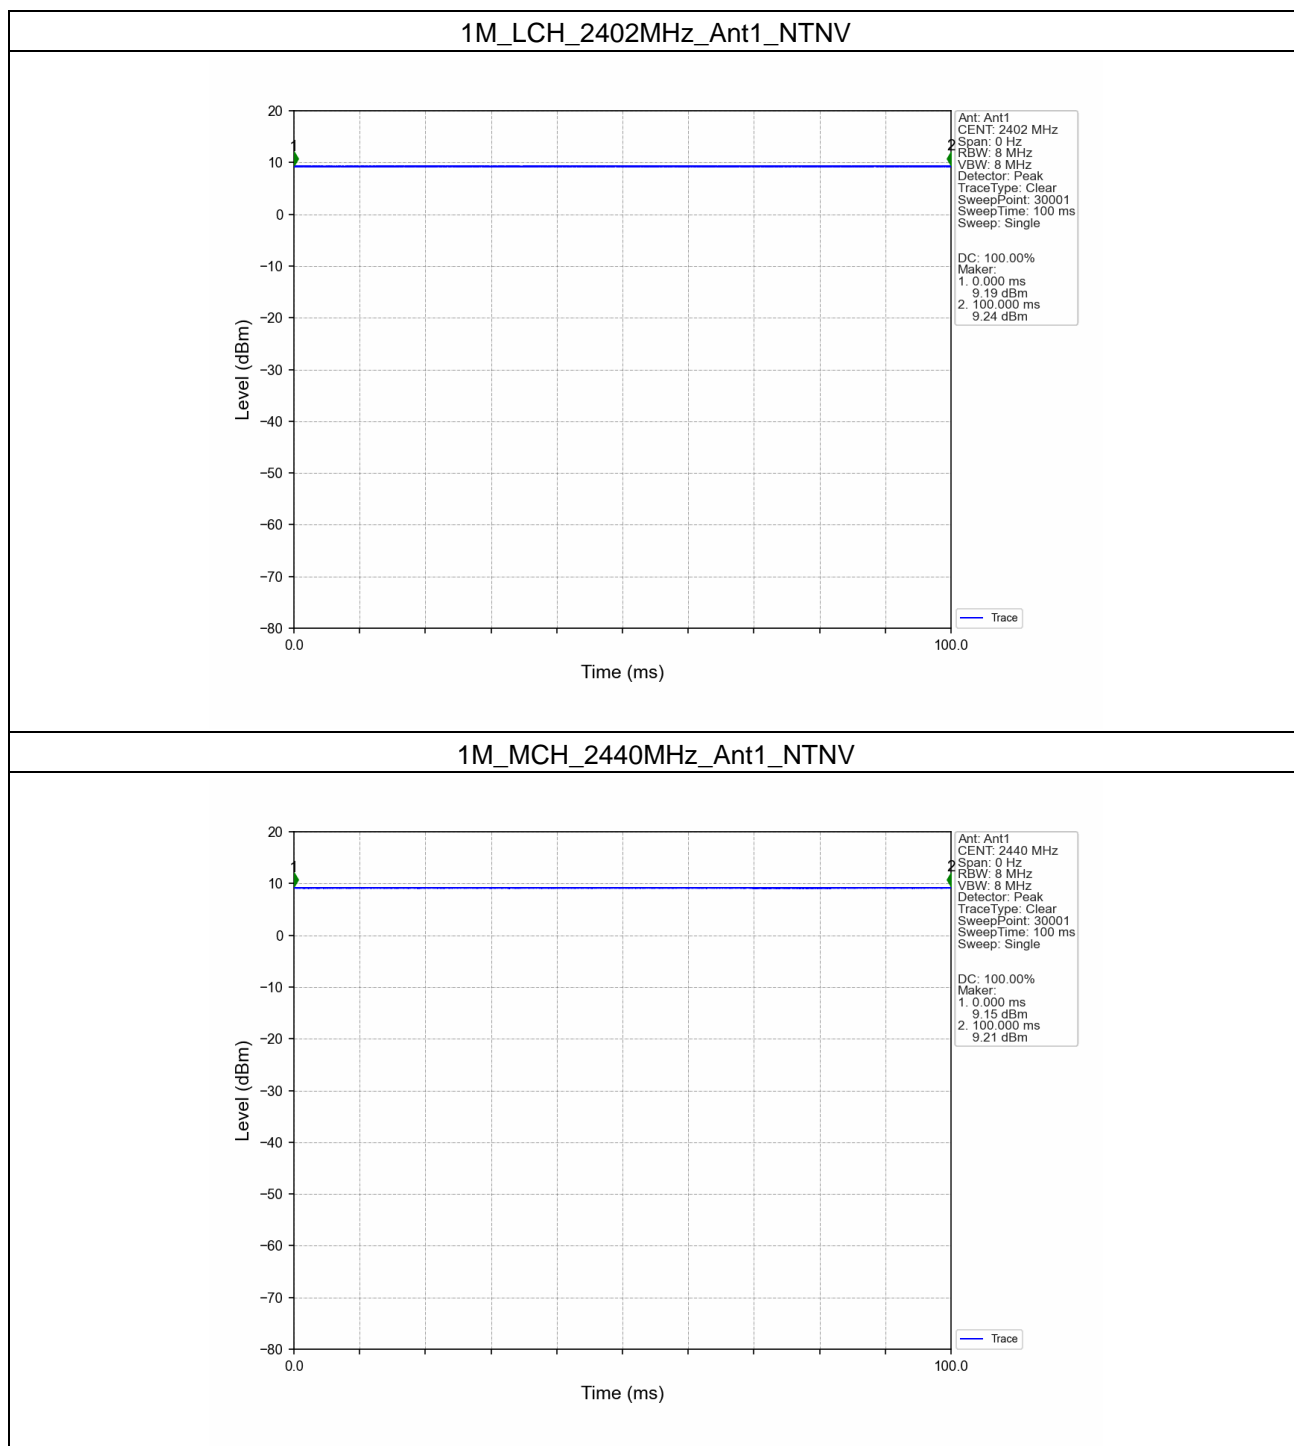 1M_LCH_2402MHz_Ant1_NTNV
20
10
0
−10
−20
−30
−40
−50
−60
−70
−80
Level (dBm)
1
2
0.0
100.0
Time (ms)
Ant: Ant1
CENT: 2402 MHz
Span: 0 Hz
RBW: 8 MHz
VBW: 8 MHz
Detector: Peak
TraceType: Clear
SweepPoint: 30001
SweepTime: 100 ms
Sweep: Single
DC: 100.00%
Maker:
1. 0.000 ms
9.19 dBm
2. 100.000 ms
9.24 dBm
Trace
1M_MCH_2440MHz_Ant1_NTNV
20
10
0
−10
−20
−30
−40
−50
−60
−70
−80
Level (dBm)
1
2
0.0
100.0
Time (ms)
Ant: Ant1
CENT: 2440 MHz
Span: 0 Hz
RBW: 8 MHz
VBW: 8 MHz
Detector: Peak
TraceType: Clear
SweepPoint: 30001
SweepTime: 100 ms
Sweep: Single
DC: 100.00%
Maker:
1. 0.000 ms
9.15 dBm
2. 100.000 ms
9.21 dBm
Trace